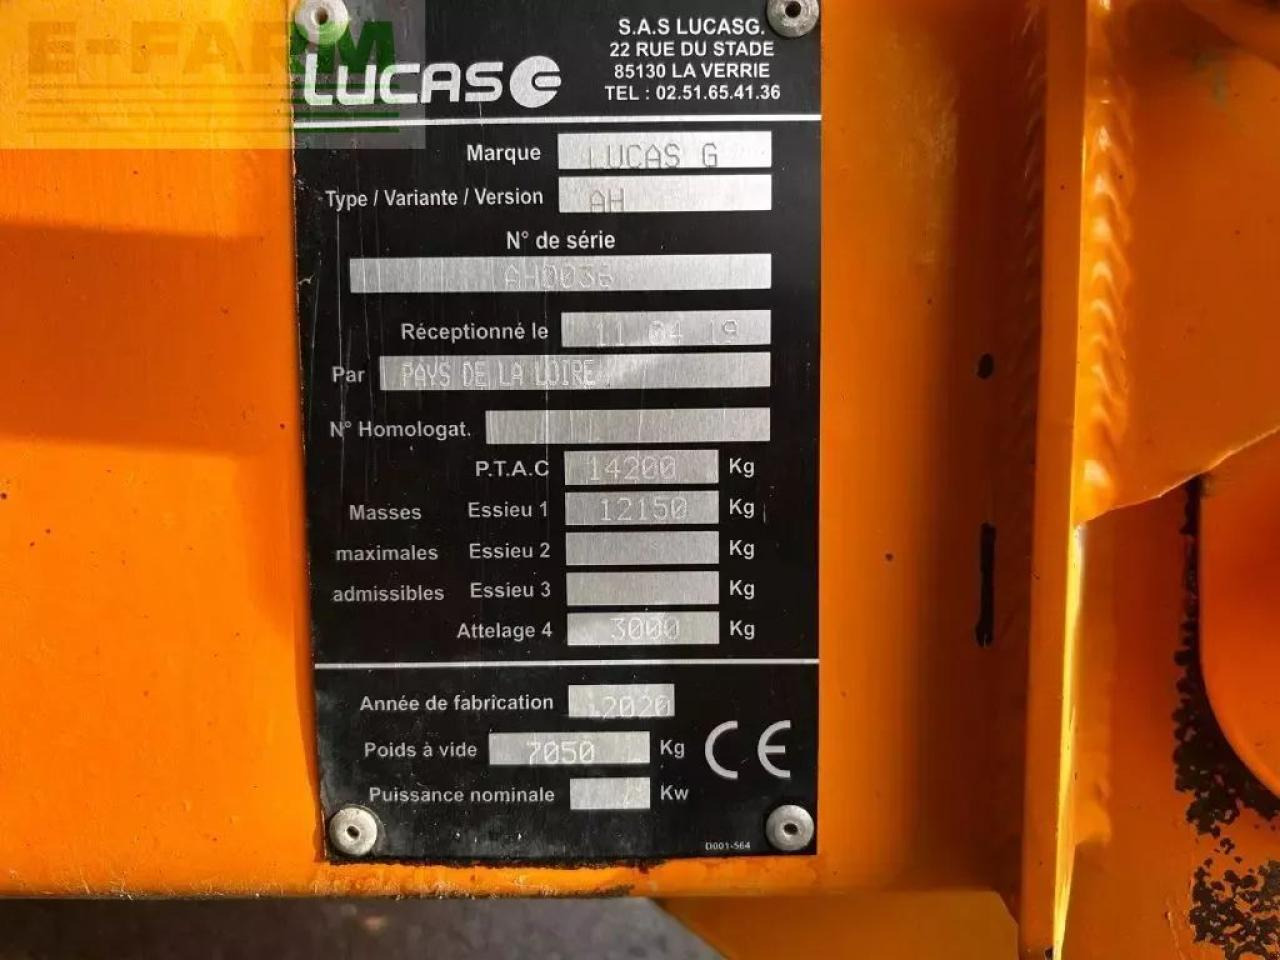 E-FARM
LUCAS G
S.A.S LUCASG.
22 RUE DU STADE
85130 LA VERRIE
TEL : 02.51.65.41.36
Marque LUCAS G
Type / Variante / Version AH
N° de série
AH0036
Réceptionné le 11 04 19
Par PAYS DE LA LOIRE
N° Homologat.
P.T.A.C 14200 Kg
Masses Essieu 1 12150 Kg
maximales Essieu 2 Kg
admissibles Essieu 3 Kg
Attelage 4 3000 Kg
Année de fabrication 2020
Poids à vide 7050 Kg
CE
Puissance nominale Kw
D001-564